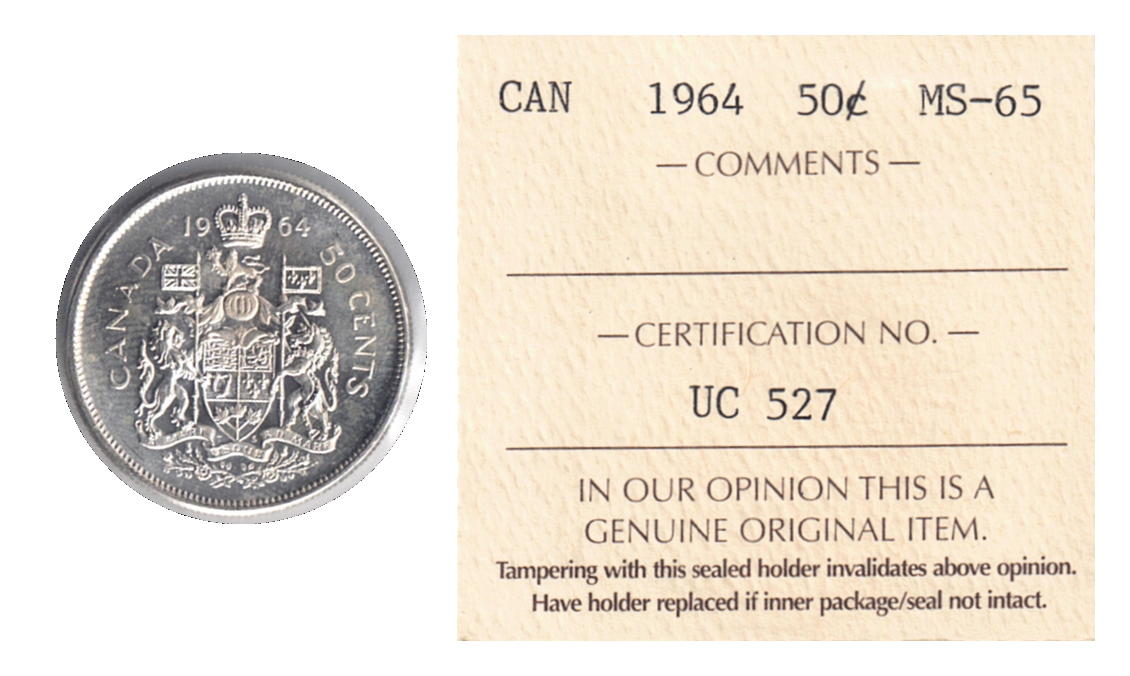 19 64
CANADA
50 CENTS
CAN 1964 50¢ MS-65
— COMMENTS —
— CERTIFICATION NO. —
UC 527
IN OUR OPINION THIS IS A
GENUINE ORIGINAL ITEM.
Tampering with this sealed holder invalidates above opinion.
Have holder replaced if inner package/seal not intact.